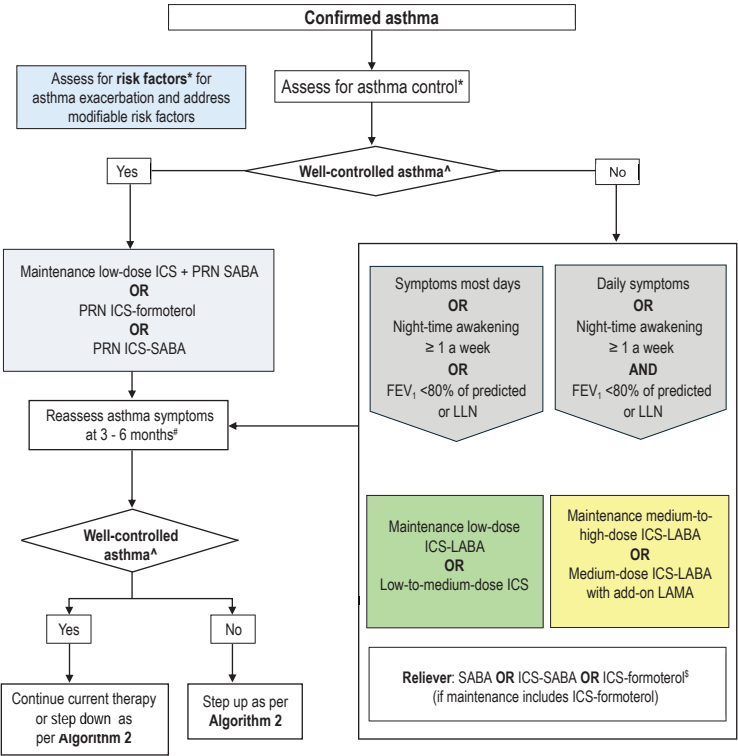 Confirmed asthma
Assess for risk factors* for
asthma exacerbation and address
modifiable risk factors
Assess for asthma control*
Well-controlled asthma^
Yes
No
Maintenance low-dose ICS + PRN SABA
OR
PRN ICS-formoterol
OR
PRN ICS-SABA
Symptoms most days
OR
Night-time awakening
≥ 1 a week
OR
FEV₁ <80% of predicted
or LLN
Daily symptoms
OR
Night-time awakening
≥ 1 a week
AND
FEV₁ <80% of predicted
or LLN
Reassess asthma symptoms
at 3 - 6 months#
Well-controlled
asthma^
Maintenance low-dose
ICS-LABA
OR
Low-to-medium-dose ICS
Maintenance medium-to-
high-dose ICS-LABA
OR
Medium-dose ICS-LABA
with add-on LAMA
Yes
No
Continue current therapy
or step down as
per Algorithm 2
Step up as per
Algorithm 2
Reliever: SABA OR ICS-SABA OR ICS-formoterol$
(if maintenance includes ICS-formoterol)